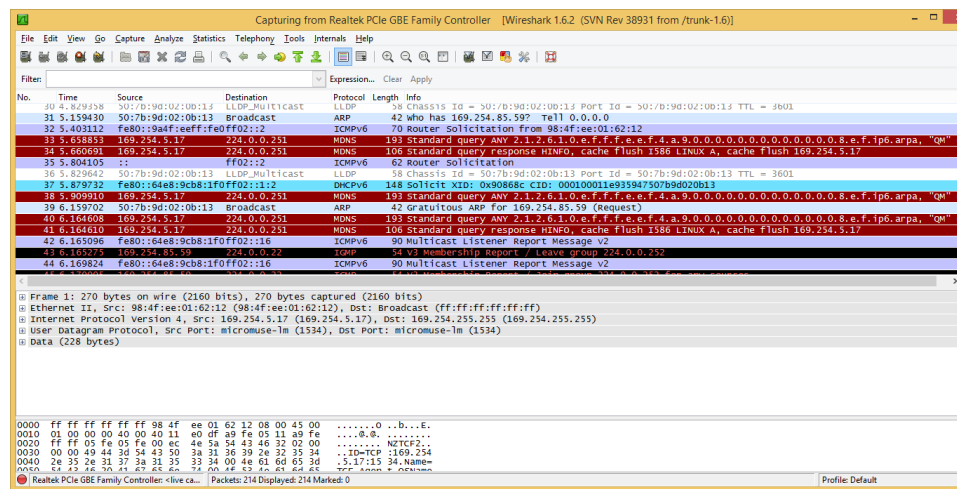 Capturing from Realtek PCIe GBE Family Controller [Wireshark 1.6.2 (SVN Rev 38931 from /trunk-1.6)]
File Edit View Go Capture Analyze Statistics Telephony Tools Internals Help
Filter: Expression... Clear Apply
No. Time Source Destination Protocol Length Info
30 4.829358 50:7b:9d:02:0b:13 LLDP_Multicast LLDP 58 Chassis Id = 50:7b:9d:02:0b:13 Port Id = 50:7b:9d:02:0b:13 TTL = 3601
31 5.159430 50:7b:9d:02:0b:13 Broadcast ARP 42 Who has 169.254.85.59? Tell 0.0.0.0
32 5.403112 fe80::9a4f:eeff:fe0ff02::2 ICMPv6 70 Router Solicitation from 98:4f:ee:01:62:12
33 5.658853 169.254.5.17 224.0.0.251 MDNS 193 Standard query ANY 2.1.2.6.1.0.e.f.f.f.e.e.f.4.a.9.0.0.0.0.0.0.0.0.0.0.0.0.0.8.e.f.ip6.arpa, "QM"
34 5.660691 169.254.5.17 224.0.0.251 MDNS 106 Standard query response HINFO, cache flush I586 LINUX A, cache flush 169.254.5.17
35 5.804105 :: ff02::2 ICMPv6 62 Router Solicitation
36 5.829642 50:7b:9d:02:0b:13 LLDP_Multicast LLDP 58 Chassis Id = 50:7b:9d:02:0b:13 Port Id = 50:7b:9d:02:0b:13 TTL = 3601
37 5.879732 fe80::64e8:9cb8:1f0ff02::1:2 DHCPv6 148 Solicit XID: 0x90868c CID: 000100011e935947507b9d020b13
38 5.909910 169.254.5.17 224.0.0.251 MDNS 193 Standard query ANY 2.1.2.6.1.0.e.f.f.f.e.e.f.4.a.9.0.0.0.0.0.0.0.0.0.0.0.0.0.8.e.f.ip6.arpa, "QM"
39 6.159702 50:7b:9d:02:0b:13 Broadcast ARP 42 Gratuitous ARP for 169.254.85.59 (Request)
40 6.164608 169.254.5.17 224.0.0.251 MDNS 193 Standard query ANY 2.1.2.6.1.0.e.f.f.f.e.e.f.4.a.9.0.0.0.0.0.0.0.0.0.0.0.0.0.8.e.f.ip6.arpa, "QM"
41 6.164610 169.254.5.17 224.0.0.251 MDNS 106 Standard query response HINFO, cache flush I586 LINUX A, cache flush 169.254.5.17
42 6.165096 fe80::64e8:9cb8:1f0ff02::16 ICMPv6 90 Multicast Listener Report Message v2
43 6.165275 169.254.85.59 224.0.0.22 IGMP 54 V3 Membership Report / Leave group 224.0.0.252
44 6.169824 fe80::64e8:9cb8:1f0ff02::16 ICMPv6 90 Multicast Listener Report Message v2
Frame 1: 270 bytes on wire (2160 bits), 270 bytes captured (2160 bits)
Ethernet II, Src: 98:4f:ee:01:62:12 (98:4f:ee:01:62:12), Dst: Broadcast (ff:ff:ff:ff:ff:ff)
Internet Protocol Version 4, Src: 169.254.5.17 (169.254.5.17), Dst: 169.254.255.255 (169.254.255.255)
User Datagram Protocol, Src Port: micromuse-lm (1534), Dst Port: micromuse-lm (1534)
Data (228 bytes)
0000 ff ff ff ff ff ff 98 4f ee 01 62 12 08 00 45 00 .......O ..b...E.
0010 01 00 00 00 40 00 40 11 e0 df a9 fe 05 11 a9 fe ....@.@. ........
0020 ff ff 05 fe 05 fe 00 ec 4e 5a 54 43 46 32 02 00 ........ NZTCF2..
0030 00 00 49 44 3d 54 43 50 3a 31 36 39 2e 32 35 34 ..ID=TCP :169.254
0040 2e 35 2e 31 37 3a 31 35 33 34 00 4e 61 6d 65 3d .5.17:15 34.Name=
Realtek PCIe GBE Family Controller: <live ca... Packets: 214 Displayed: 214 Marked: 0 Profile: Default